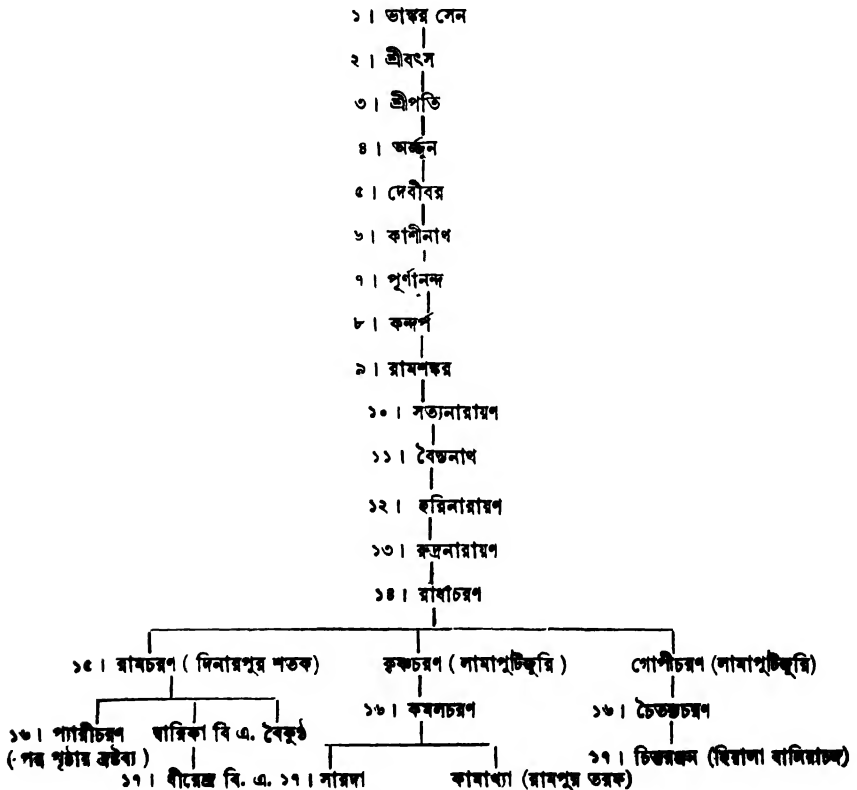 ১। ভাস্কর সেন
২। শ্রীবৎস
৩। শ্রীপতি
৪। অর্জ্জুন
৫। দেবীবর
৬। কাশীনাথ
৭। পূর্ণানন্দ
৮। কন্দর্প
৯। রামশঙ্কর
১০। সত্যনারায়ণ
১১। বৈদ্যনাথ
১২। হরিনারায়ণ
১৩। রুদ্রনারায়ণ
১৪। রাধাচরণ
১৫। রামচরণ ( দিনারপুর শতক) কৃষ্ণচরণ ( লামাপুটিজুরি ) গোপীচরণ (লামাপুটিজুরি)
১৬। প্যারীচরণ দ্বারিকা বি এ. বৈকুণ্ঠ ১৬। কমলচরণ ১৬। চৈতন্যচরণ
( পর পৃষ্ঠায় দ্রষ্টব্য )
১৭। ধীরেন্দ্র বি. এ. ১৭। সারদা কামাখ্যা (রামপুর তরফ) ১৭। চিত্তরঞ্জন (হিয়ালা বানিয়াচঙ্গ)